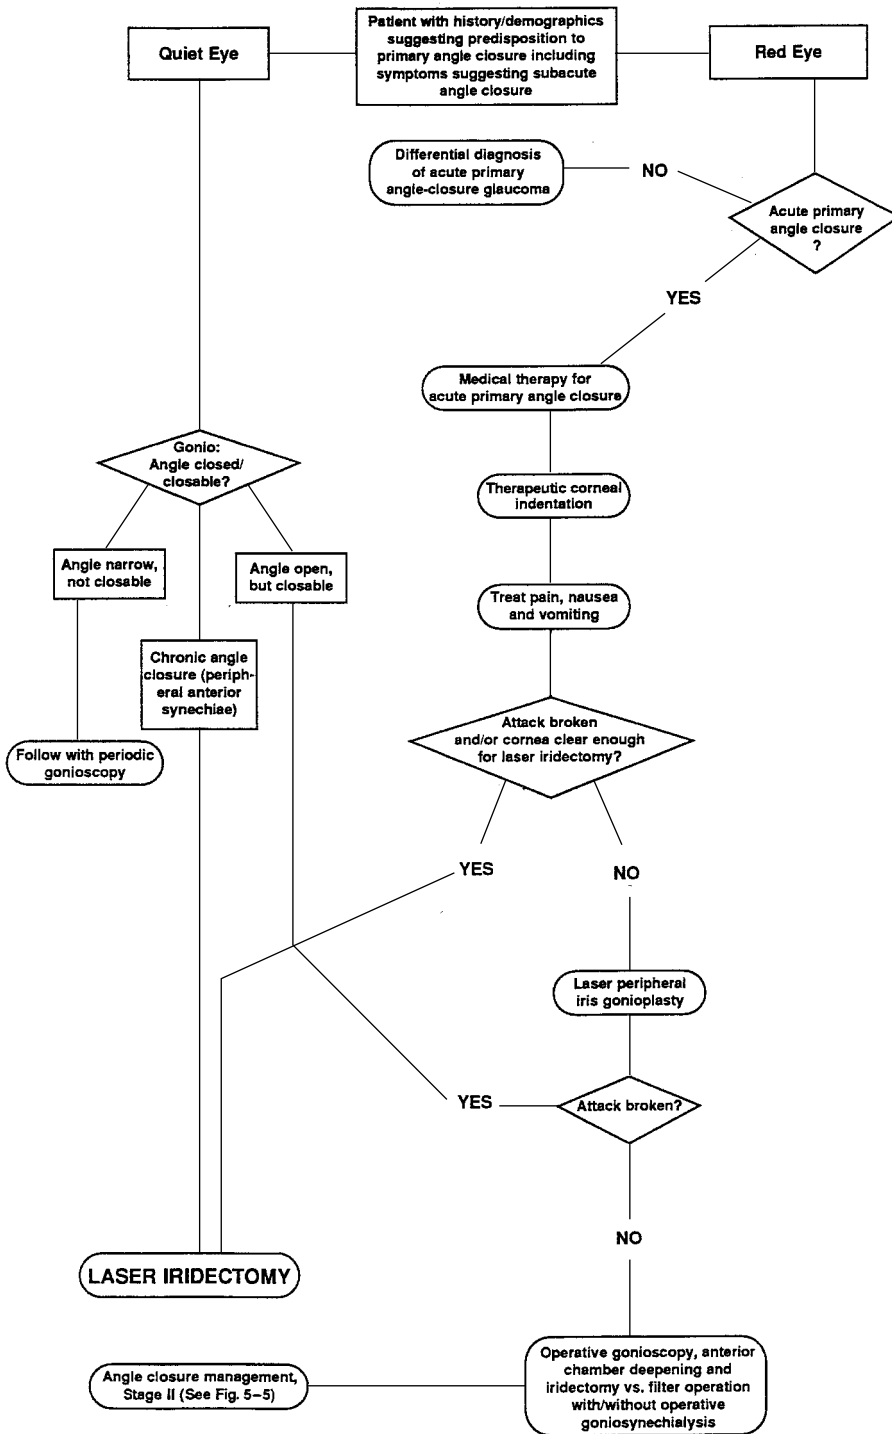 Quiet Eye
Patient with history/demographics
suggesting predisposition to
primary angle closure including
symptoms suggesting subacute
angle closure
Red Eye
Differential diagnosis
of acute primary
angle-closure glaucoma
NO
Acute primary
angle closure
?
YES
Medical therapy for
acute primary angle closure
Therapeutic corneal
indentation
Treat pain, nausea
and vomiting
Gonio:
Angle closed/
closable?
Angle narrow,
not closable
Angle open,
but closable
Chronic angle
closure (periph-
eral anterior
synechiae)
Follow with periodic
gonioscopy
Attack broken
and/or cornea clear enough
for laser iridectomy?
YES
NO
Laser peripheral
iris gonioplasty
Attack broken?
YES
NO
LASER IRIDECTOMY
Operative gonioscopy, anterior
chamber deepening and
iridectomy vs. filter operation
with/without operative
goniosynechialysis
Angle closure management,
Stage II (See Fig. 5–5)